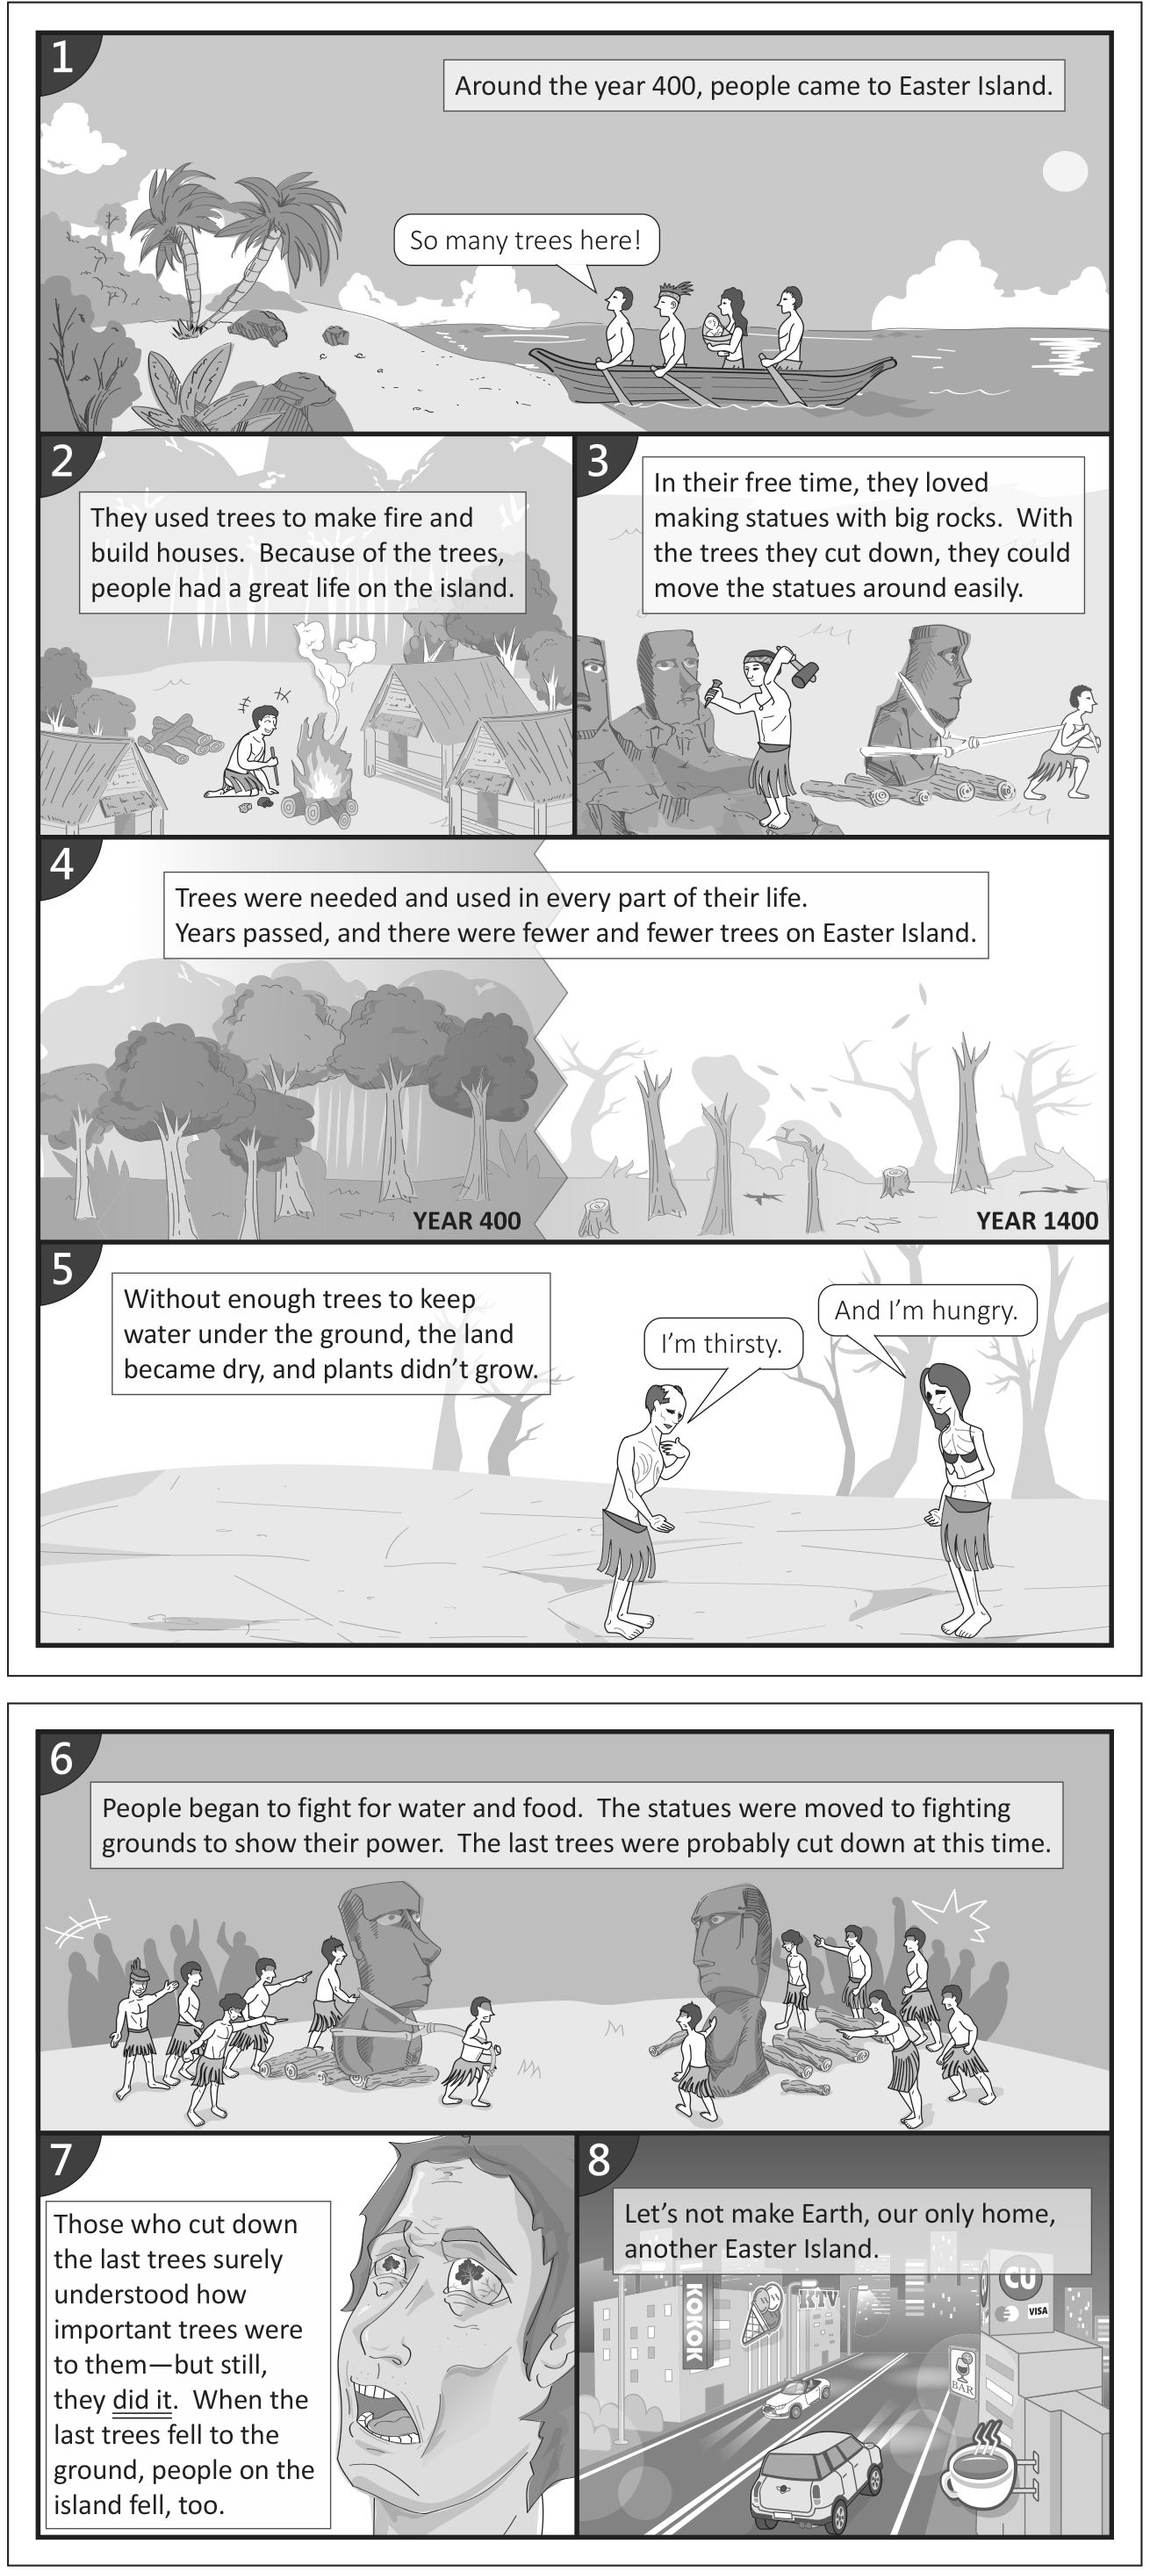 1
Around the year 400, people came to Easter Island.
So many trees here!
2
They used trees to make fire and
build houses.  Because of the trees,
people had a great life on the island.
3
In their free time, they loved
making statues with big rocks.  With
the trees they cut down, they could
move the statues around easily.
4
Trees were needed and used in every part of their life.
Years passed, and there were fewer and fewer trees on Easter Island.
YEAR 400
YEAR 1400
5
Without enough trees to keep
water under the ground, the land
became dry, and plants didn’t grow.
I’m thirsty.
And I’m hungry.
6
People began to fight for water and food.  The statues were moved to fighting
grounds to show their power.  The last trees were probably cut down at this time.
7
Those who cut down
the last trees surely
understood how
important trees were
to them—but still,
they did it.  When the
last trees fell to the
ground, people on the
island fell, too.
8
Let’s not make Earth, our only home,
another Easter Island.
KOKOK
KTV
CU
VISA
BAR